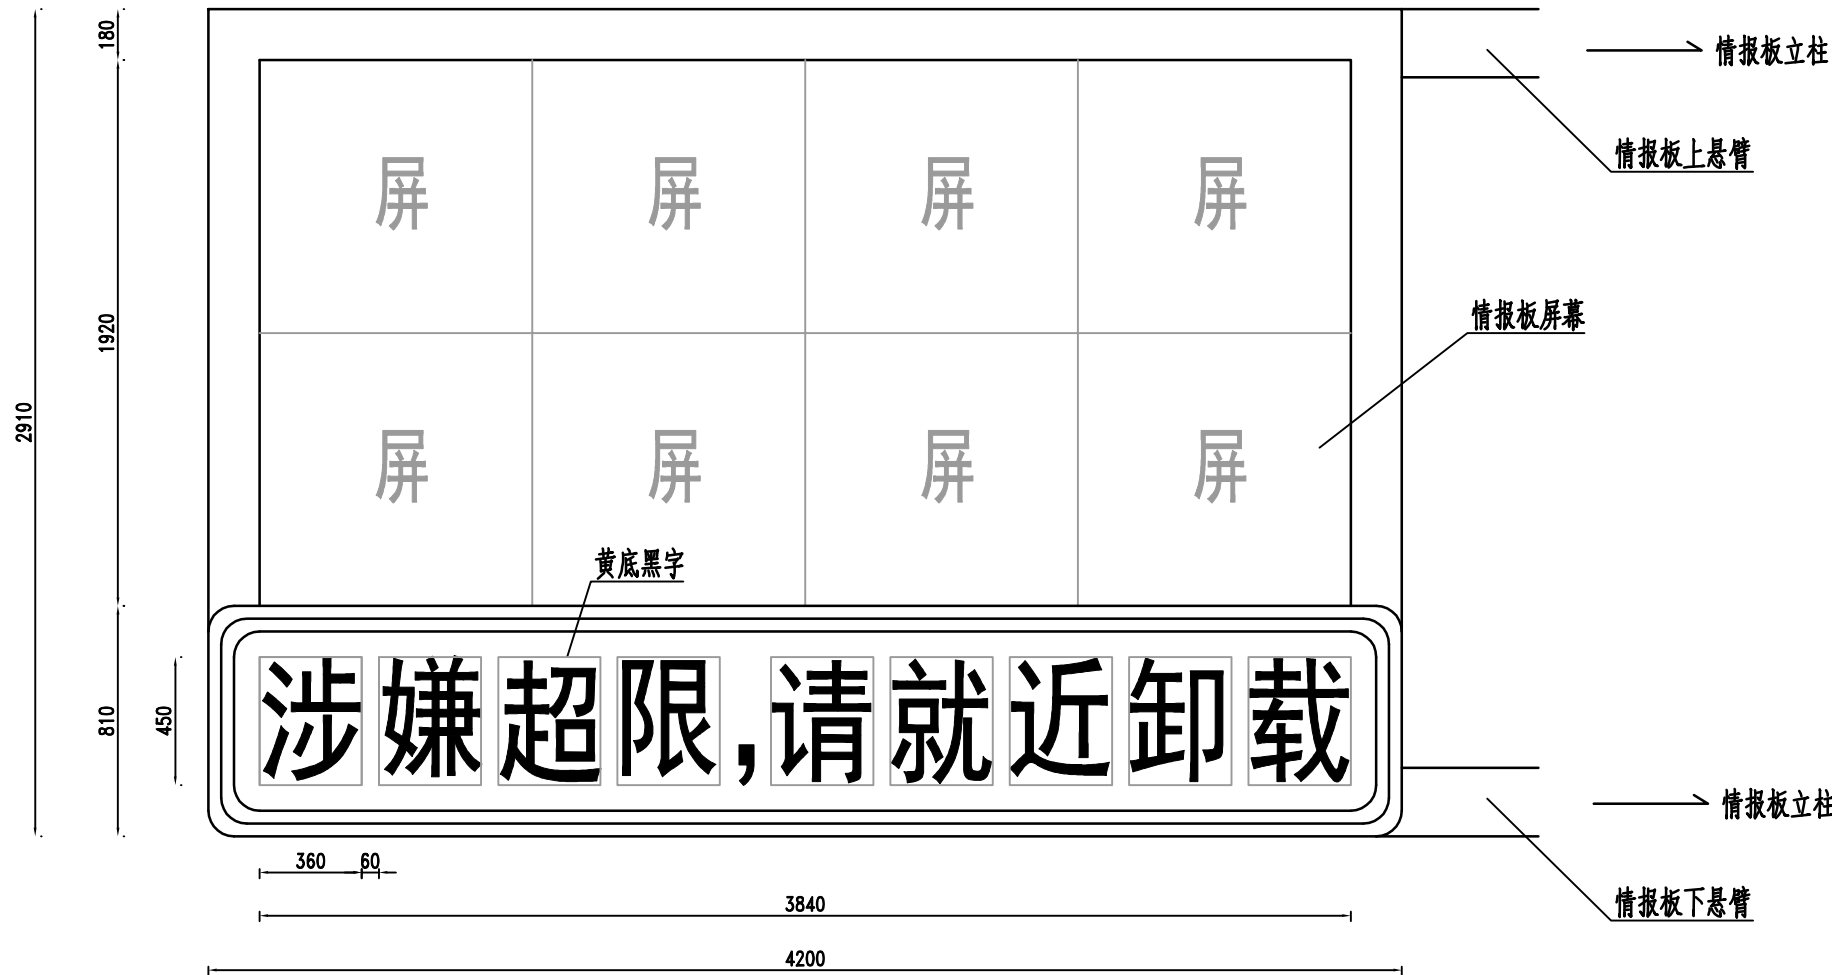 180
情报板立柱
情报板上悬臂
屏 屏 屏 屏
1920
情报板屏幕
2910
屏 屏 屏 屏
黄底黑字
810
450
涉嫌超限,请就近卸载
情报板立柱
360 60
3840
情报板下悬臂
4200